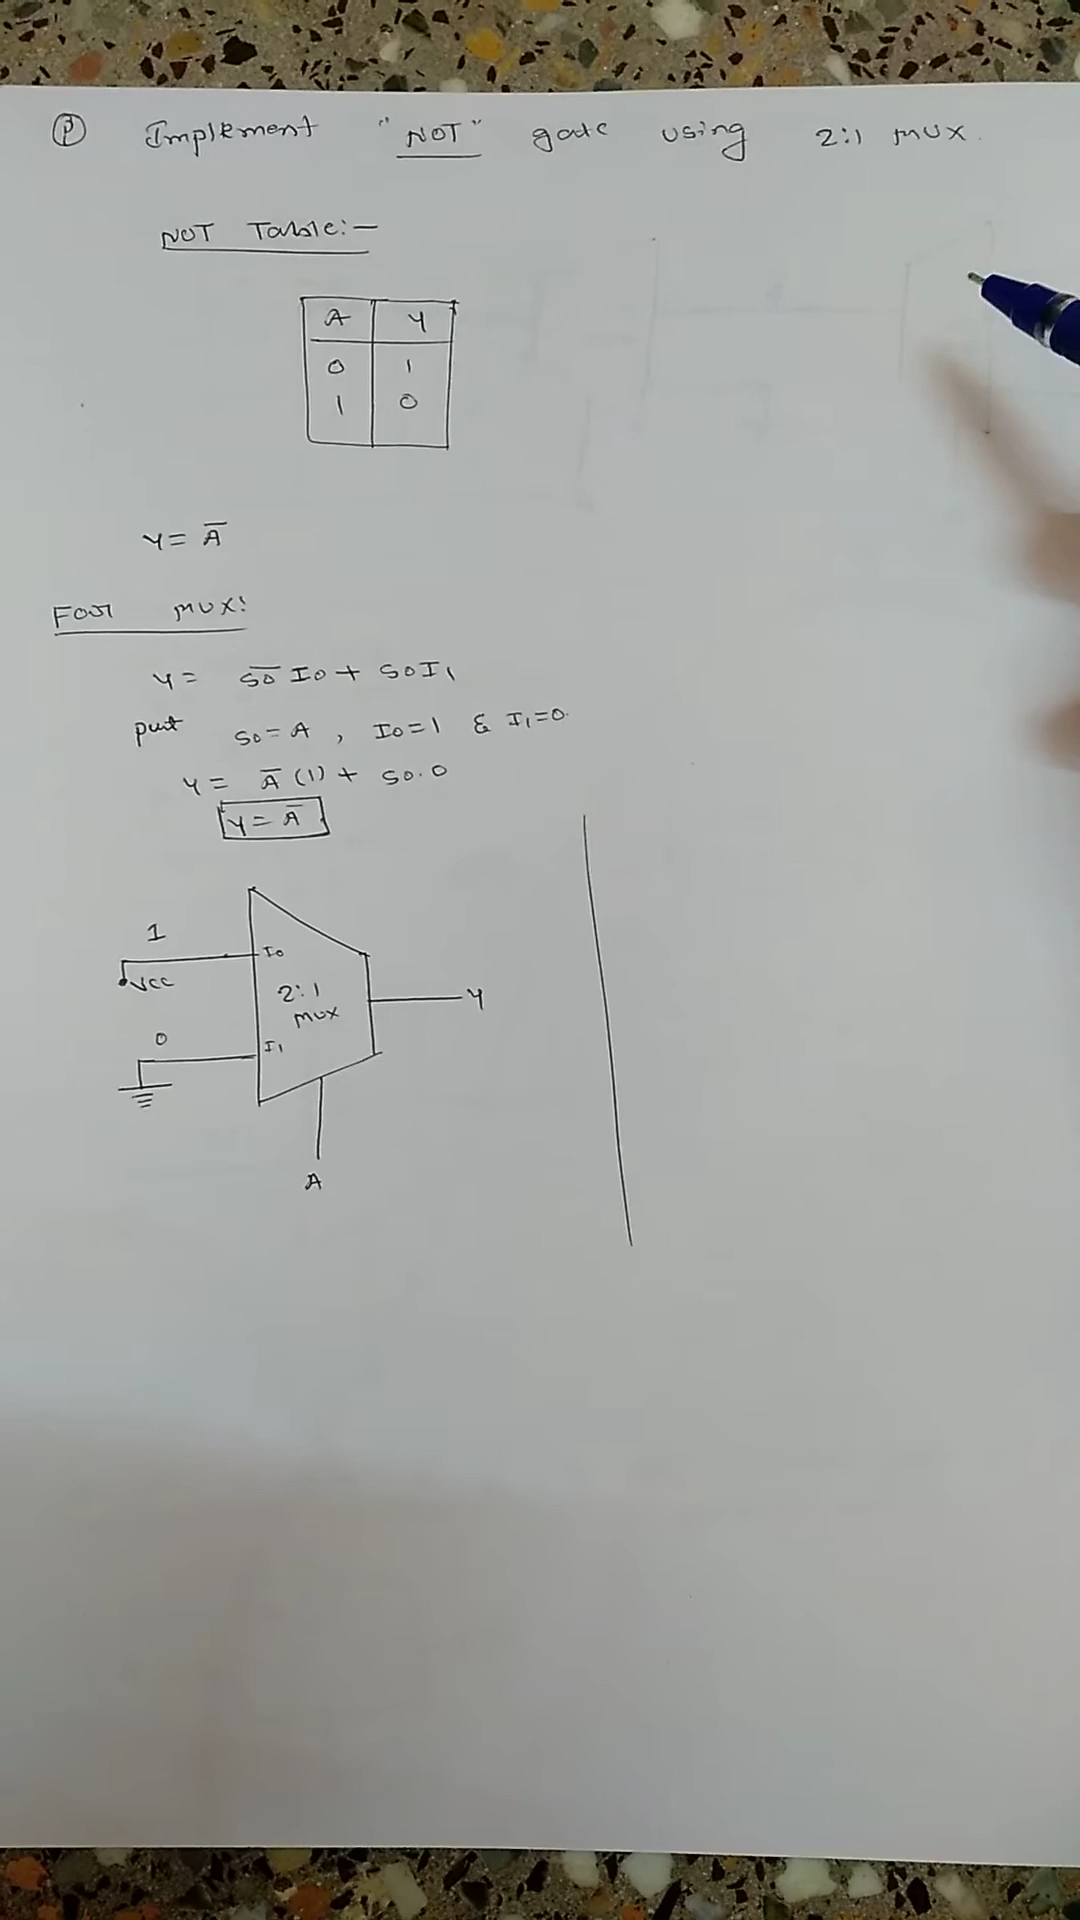 P Implement "NOT" gate using 2:1 MUX.
NOT Table:-
A Y
0 1
1 0
Y = A̅
For MUX:
Y = S̅0̅ I0 + S0 I1
put S0 = A , I0 = 1 & I1 = 0.
Y = A̅ (1) + S0.0
Y = A̅
1
I0
VCC
2:1
MUX
Y
0
I1
A